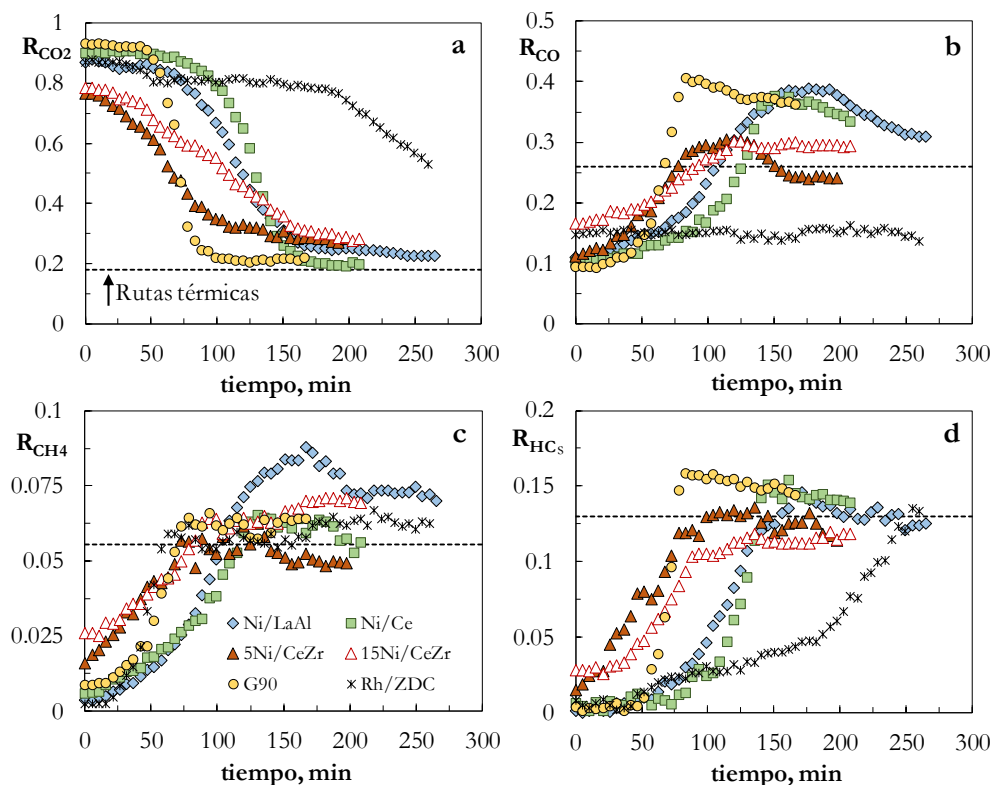 1
R_CO2
a
0.8
0.6
0.4
0.2
Rutas térmicas
0
0 50 100 150 200 250 300
tiempo, min
0.5
R_CO
b
0.4
0.3
0.2
0.1
0
0 50 100 150 200 250 300
tiempo, min
0.1
R_CH4
c
0.075
0.05
0.025
Ni/LaAl Ni/Ce
5Ni/CeZr 15Ni/CeZr
G90 Rh/ZDC
0
0 50 100 150 200 250 300
tiempo, min
0.2
R_HCs
d
0.15
0.1
0.05
0
0 50 100 150 200 250 300
tiempo, min